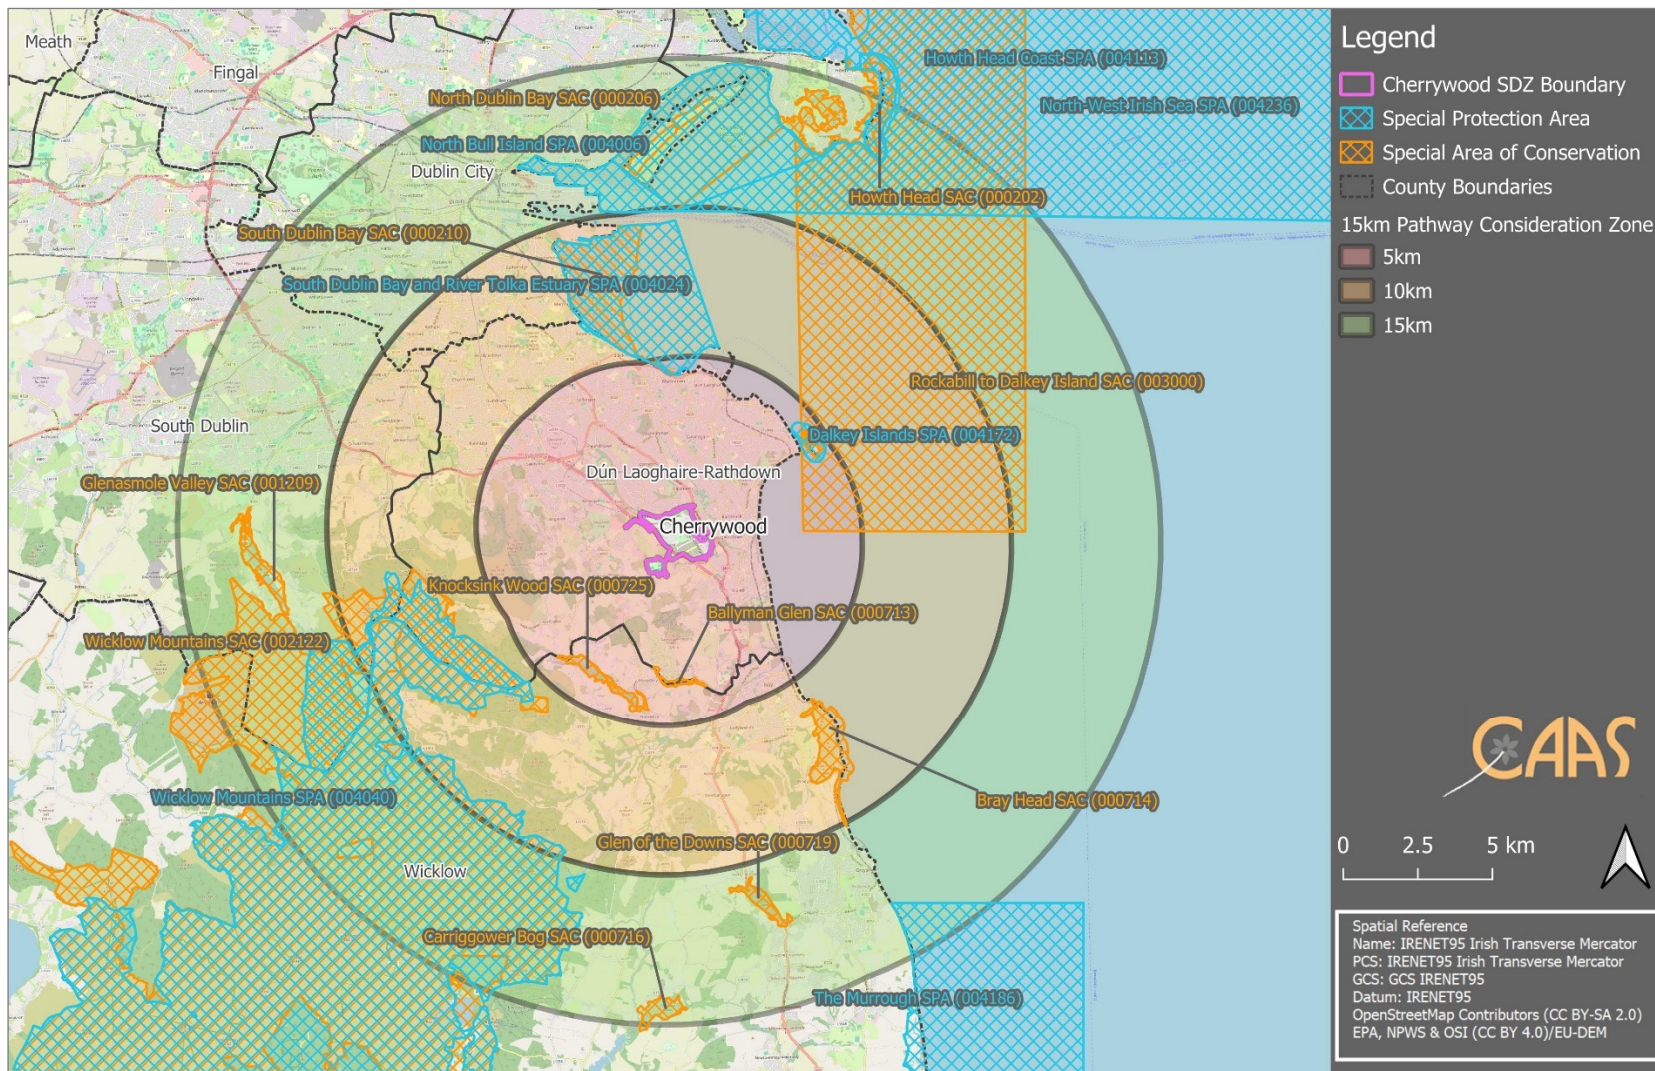 Meath
Fingal
Howth Head Coast SPA (004113)
North Dublin Bay SAC (000206)
North-West Irish Sea SPA (004236)
North Bull Island SPA (004006)
Dublin City
Howth Head SAC (000202)
South Dublin Bay SAC (000210)
South Dublin Bay and River Tolka Estuary SPA (004024)
Rockabill to Dalkey Island SAC (003000)
South Dublin
Dalkey Islands SPA (004172)
Dún Laoghaire-Rathdown
Glenasmole Valley SAC (001209)
Cherrywood
Knocksink Wood SAC (000725)
Ballyman Glen SAC (000713)
Wicklow Mountains SAC (002122)
Wicklow Mountains SPA (004040)
Bray Head SAC (000714)
Glen of the Downs SAC (000719)
Wicklow
Carriggower Bog SAC (000716)
The Murrough SPA (004186)
Legend
Cherrywood SDZ Boundary
Special Protection Area
Special Area of Conservation
County Boundaries
15km Pathway Consideration Zone
5km
10km
15km
CAAS
0 2.5 5 km
Spatial Reference
Name: IRENET95 Irish Transverse Mercator
PCS: IRENET95 Irish Transverse Mercator
GCS: GCS IRENET95
Datum: IRENET95
OpenStreetMap Contributors (CC BY-SA 2.0)
EPA, NPWS & OSI (CC BY 4.0)/EU-DEM